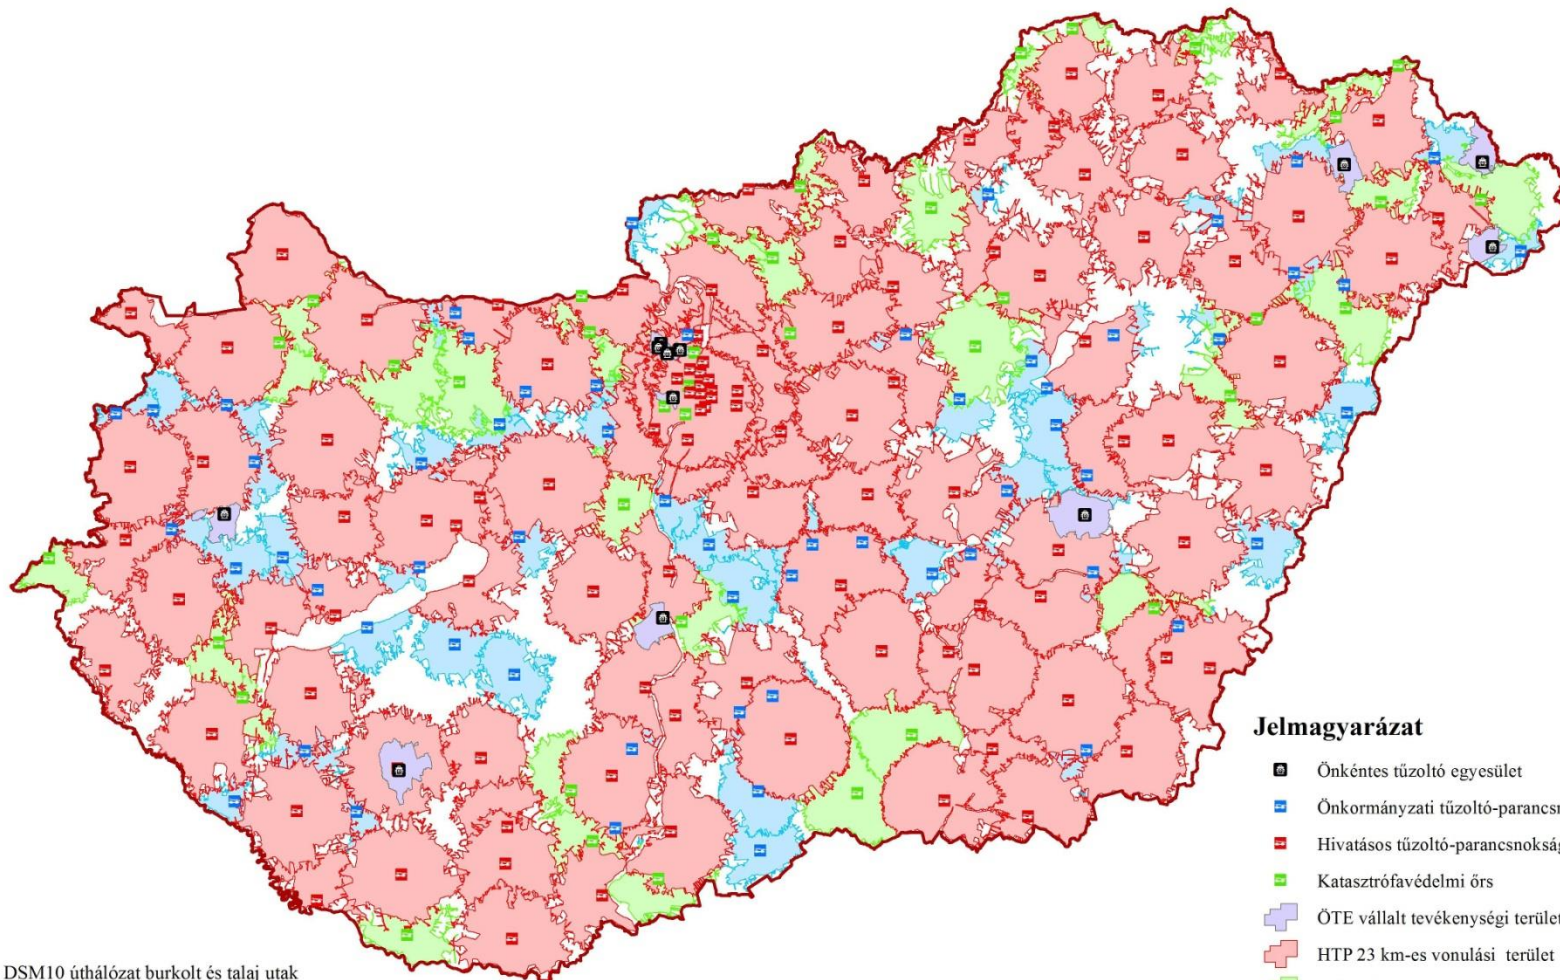 Jelmagyarázat
Önkéntes tűzoltó egyesület
Önkormányzati tűzoltó-parancsn
Hivatásos tűzoltó-parancsnokság
Katasztrófavédelmi őrs
ÖTE vállalt tevékenységi terület
HTP 23 km-es vonulási terület
DSM10 úthálózat burkolt és talaj utak